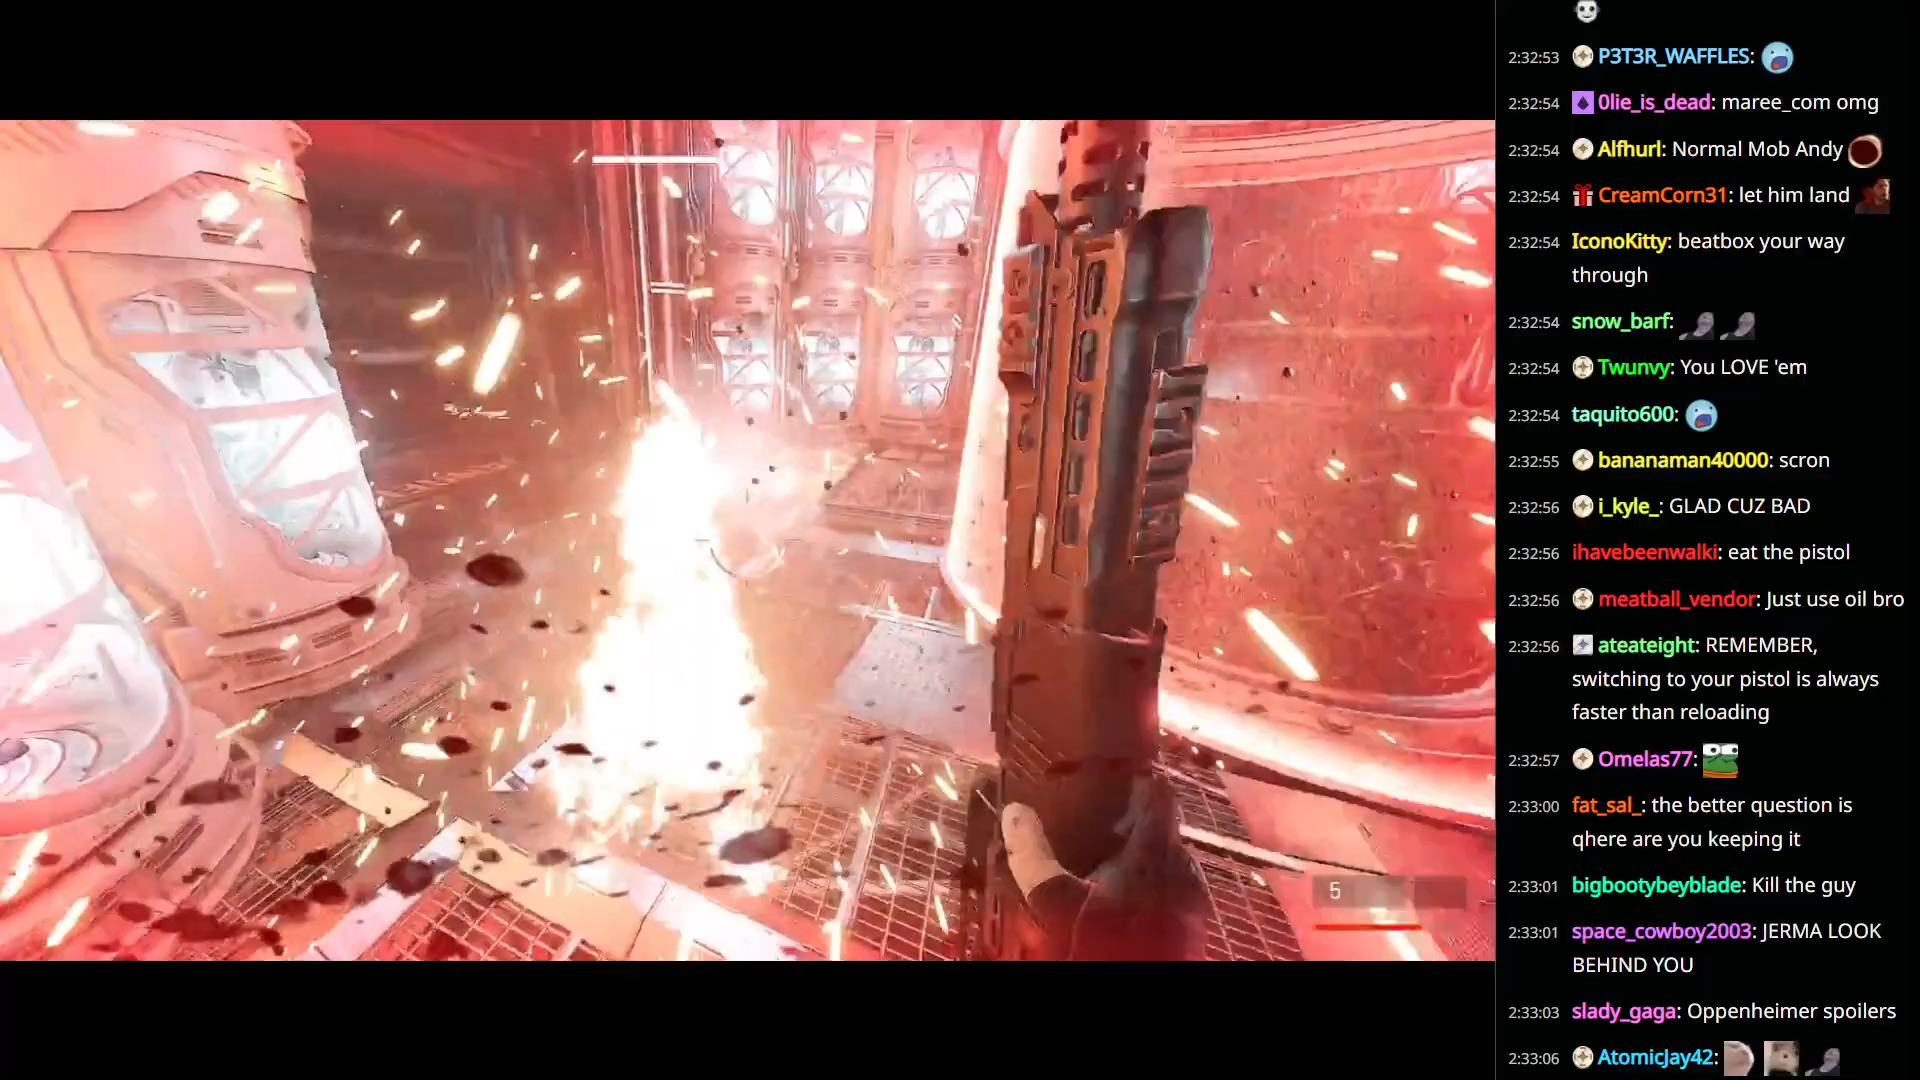 2:32:53 P3T3R_WAFFLES:
2:32:54 0lie_is_dead: maree_com omg
2:32:54 Alfhurl: Normal Mob Andy
2:32:54 CreamCorn31: let him land
2:32:54 IconoKitty: beatbox your way
through
2:32:54 snow_barf:
2:32:54 Twunvy: You LOVE 'em
2:32:54 taquito600:
2:32:55 bananaman40000: scron
2:32:56 i_kyle_: GLAD CUZ BAD
2:32:56 ihavebeenwalki: eat the pistol
2:32:56 meatball_vendor: Just use oil bro
2:32:56 ateateight: REMEMBER,
switching to your pistol is always
faster than reloading
2:32:57 Omelas77:
2:33:00 fat_sal_: the better question is
qhere are you keeping it
2:33:01 bigbootybeyblade: Kill the guy
2:33:01 space_cowboy2003: JERMA LOOK
BEHIND YOU
2:33:03 slady_gaga: Oppenheimer spoilers
2:33:06 AtomicJay42:
5